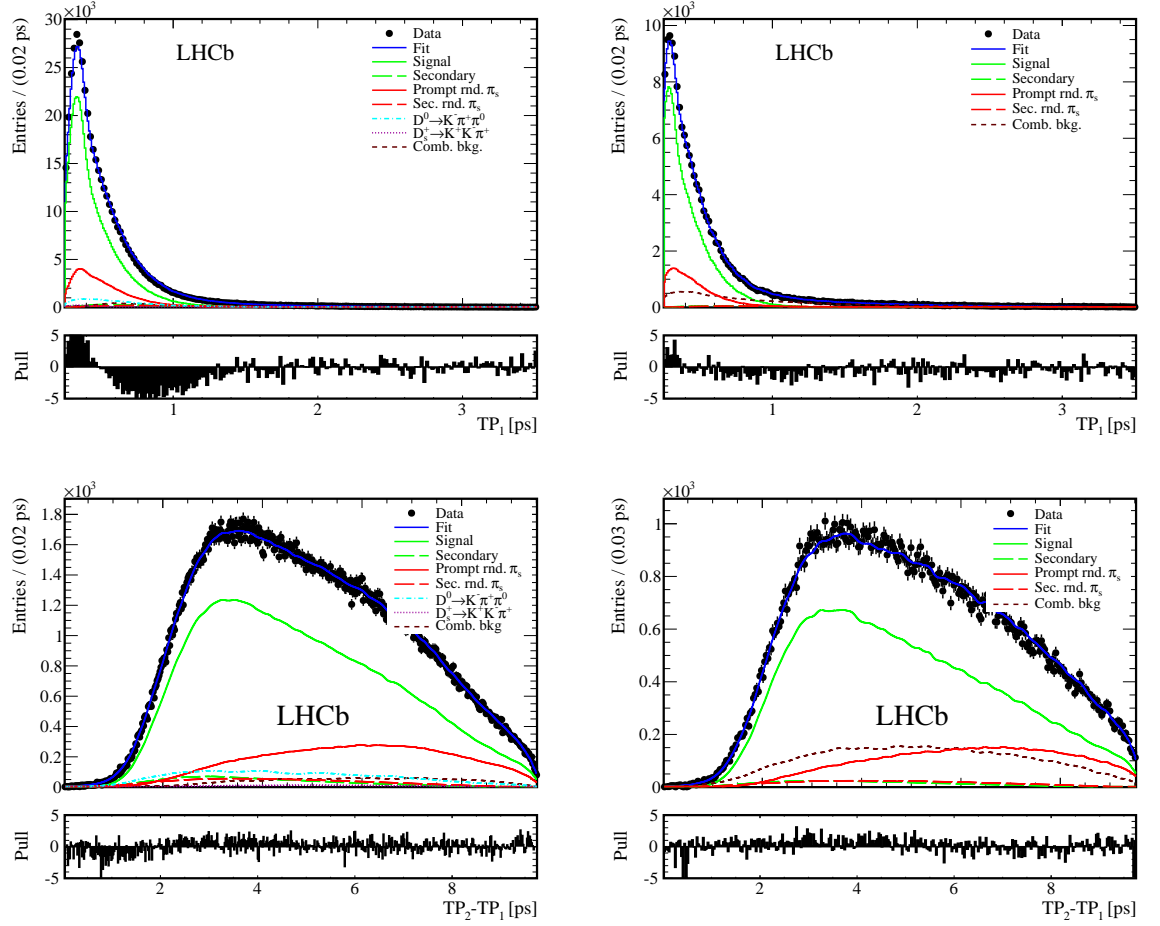 ×10³
Entries / (0.02 ps)
30
25
20
15
10
5
0
LHCb
Data
Fit
Signal
Secondary
Prompt rnd. πₛ
Sec. rnd. πₛ
D⁰→K⁻π⁺π⁰
Dₛ⁺→K⁺K⁻π⁺
Comb. bkg.
Pull
5
0
-5
1
2
3
TP₁ [ps]
×10³
Entries / (0.02 ps)
10
8
6
4
2
0
LHCb
Data
Fit
Signal
Secondary
Prompt rnd. πₛ
Sec. rnd. πₛ
Comb. bkg.
Pull
5
0
-5
1
2
3
TP₁ [ps]
×10³
Entries / (0.02 ps)
1.8
1.6
1.4
1.2
1
0.8
0.6
0.4
0.2
0
Data
Fit
Signal
Secondary
Prompt rnd. πₛ
Sec. rnd. πₛ
D⁰→K⁻π⁺π⁰
Dₛ⁺→K⁺K⁻π⁺
Comb. bkg
LHCb
Pull
5
0
-5
2
4
6
8
TP₂-TP₁ [ps]
×10³
Entries / (0.03 ps)
1
0.8
0.6
0.4
0.2
0
Data
Fit
Signal
Secondary
Prompt rnd. πₛ
Sec. rnd. πₛ
Comb. bkg.
LHCb
Pull
5
0
-5
2
4
6
8
TP₂-TP₁ [ps]